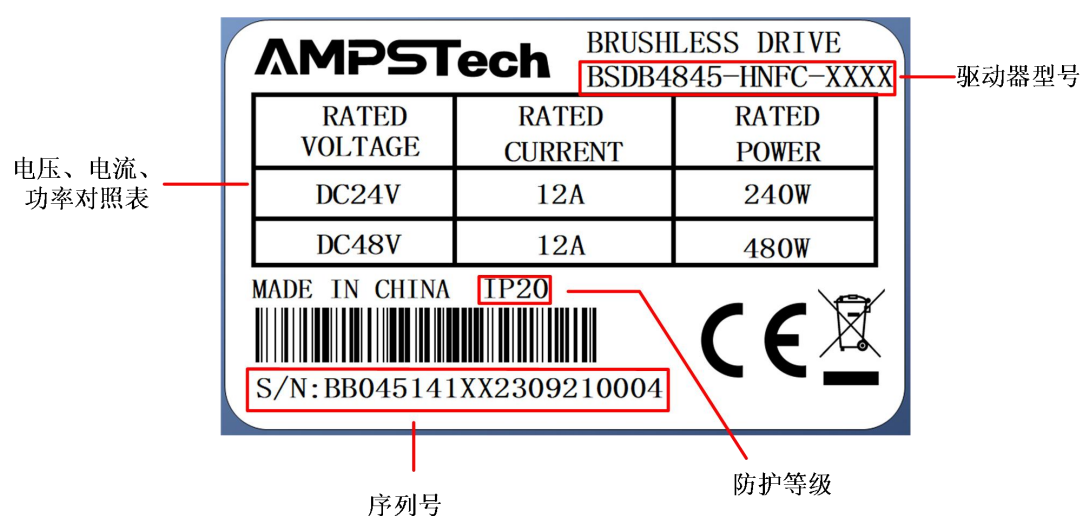 AMPSTech
BRUSHLESS DRIVE
BSDB4845-HNFC-XXXX
驱动器型号
电压、电流、
功率对照表
RATED VOLTAGE
RATED CURRENT
RATED POWER
DC24V
12A
240W
DC48V
12A
480W
MADE IN CHINA
IP20
CE
S/N:BB045141XX2309210004
防护等级
序列号